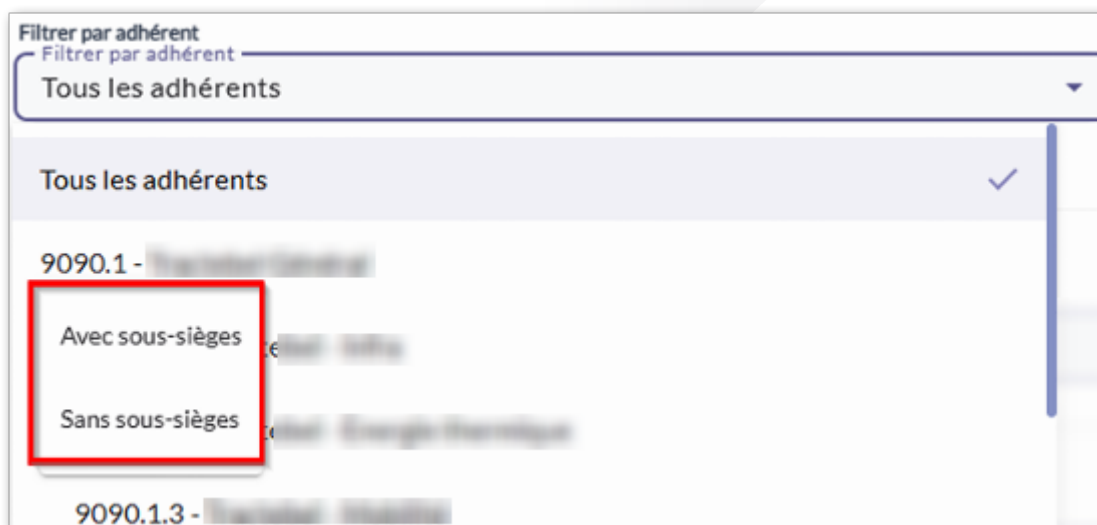 Filtrer par adhérent
Filtrer par adhérent
Tous les adhérents
Tous les adhérents
9090.1 -
Avec sous-sièges
Sans sous-sièges
9090.1.3 -